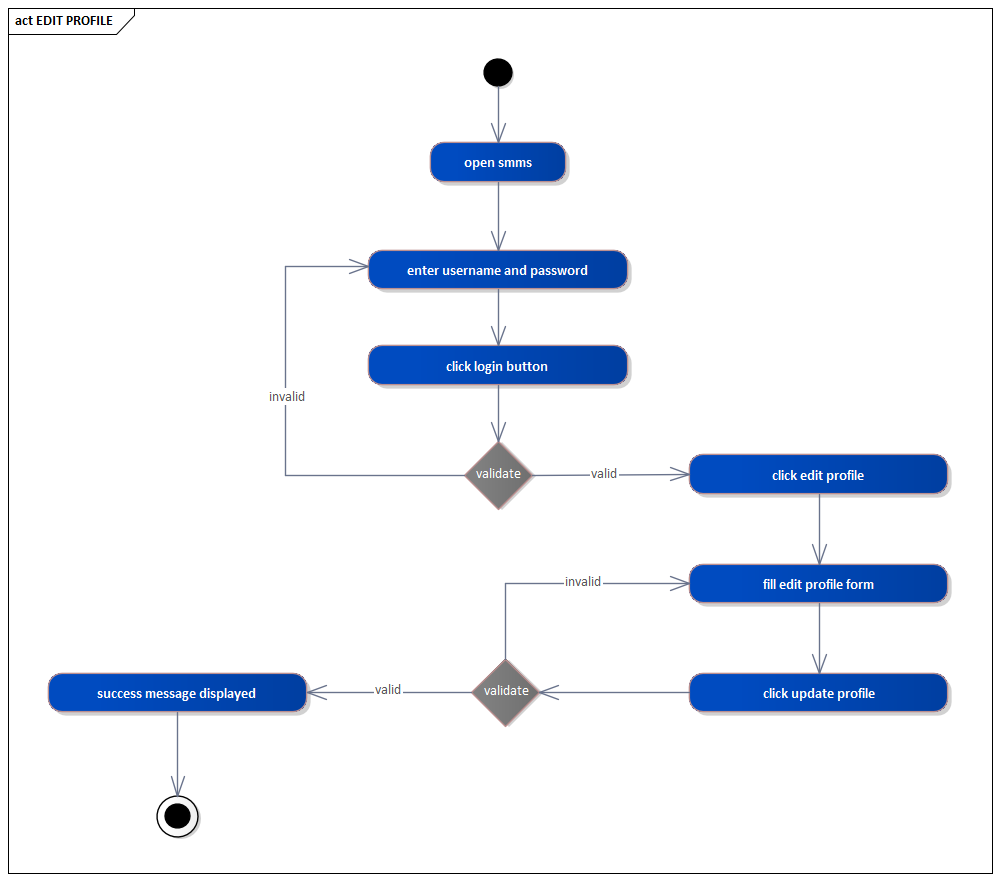 act EDIT PROFILE
open smms
enter username and password
click login button
invalid
validate
valid
click edit profile
invalid
fill edit profile form
success message displayed
valid
validate
click update profile